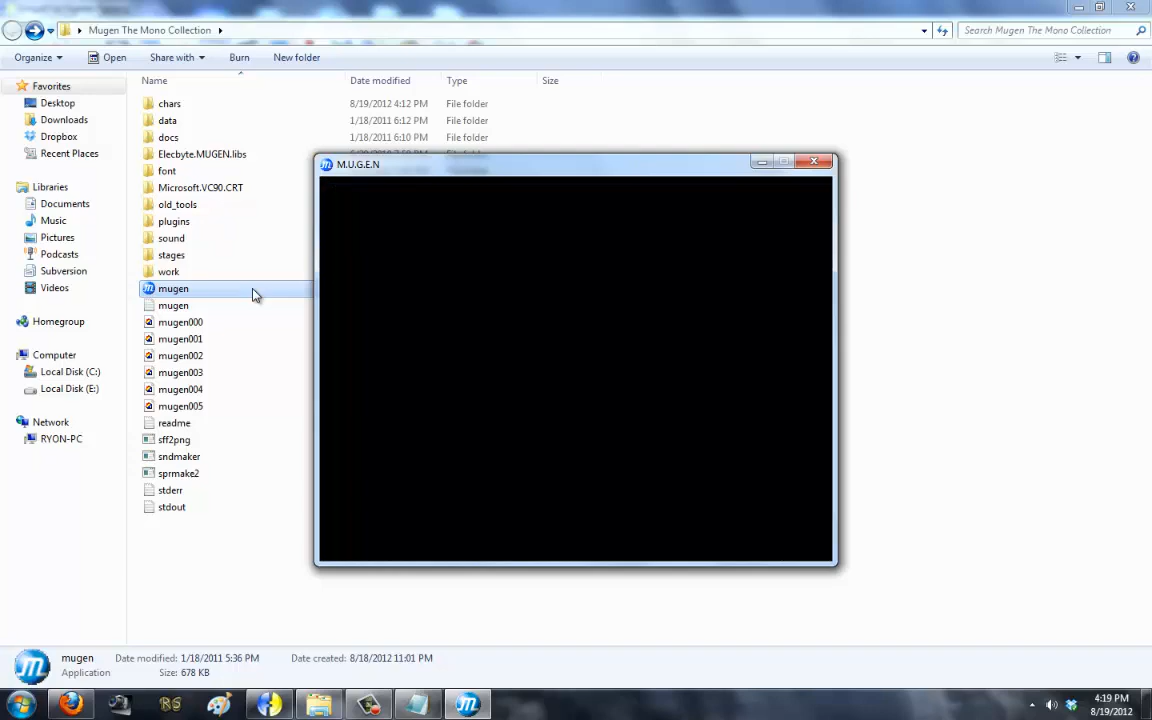 Mugen The Mono Collection
Search Mugen The Mono Collection
Organize
Open
Share with
Burn
New folder
Favorites
Desktop
Downloads
Dropbox
Recent Places
Libraries
Documents
Music
Pictures
Podcasts
Subversion
Videos
Homegroup
Computer
Local Disk (C:)
Local Disk (E:)
Network
RYON-PC
Name Date modified Type Size
chars 8/19/2012 4:12 PM File folder
data 1/18/2011 6:12 PM File folder
docs 1/18/2011 6:10 PM File folder
Elecbyte.MUGEN.libs
font
Microsoft.VC90.CRT
old_tools
plugins
sound
stages
work
mugen
mugen
mugen000
mugen001
mugen002
mugen003
mugen004
mugen005
readme
sff2png
sndmaker
sprmake2
stderr
stdout
M.U.G.E.N
mugen Date modified: 1/18/2011 5:36 PM Date created: 8/18/2012 11:01 PM
Application Size: 678 KB
RS
4:19 PM
8/19/2012